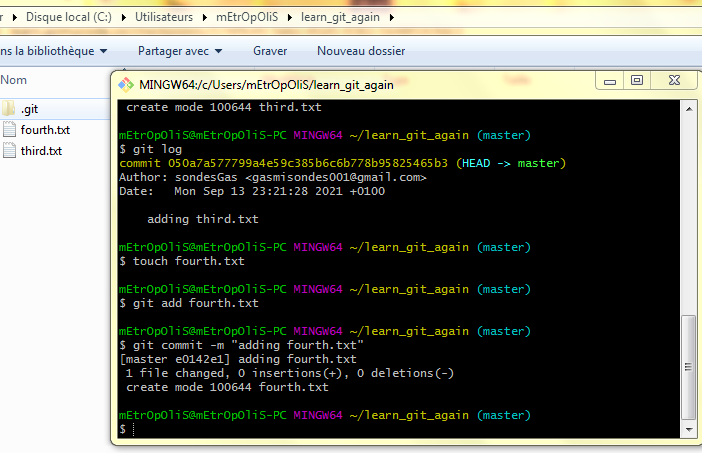 r ▸ Disque local (C:) ▸ Utilisateurs ▸ mEtrOpOliS ▸ learn_git_again ▸
ns la bibliothèque ▼ Partager avec ▼ Graver Nouveau dossier
Nom
.git
fourth.txt
third.txt
MINGW64:/c/Users/mEtrOpOliS/learn_git_again
create mode 100644 third.txt
mEtrOpOliS@mEtrOpOliS-PC MINGW64 ~/learn_git_again (master)
$ git log
commit 050a7a577799a4e59c385b6c6b778b95825465b3 (HEAD -> master)
Author: sondesGas <gasmisondes001@gmail.com>
Date:   Mon Sep 13 23:21:28 2021 +0100
adding third.txt
mEtrOpOliS@mEtrOpOliS-PC MINGW64 ~/learn_git_again (master)
$ touch fourth.txt
mEtrOpOliS@mEtrOpOliS-PC MINGW64 ~/learn_git_again (master)
$ git add fourth.txt
mEtrOpOliS@mEtrOpOliS-PC MINGW64 ~/learn_git_again (master)
$ git commit -m "adding fourth.txt"
[master e0142e1] adding fourth.txt
1 file changed, 0 insertions(+), 0 deletions(-)
create mode 100644 fourth.txt
mEtrOpOliS@mEtrOpOliS-PC MINGW64 ~/learn_git_again (master)
$